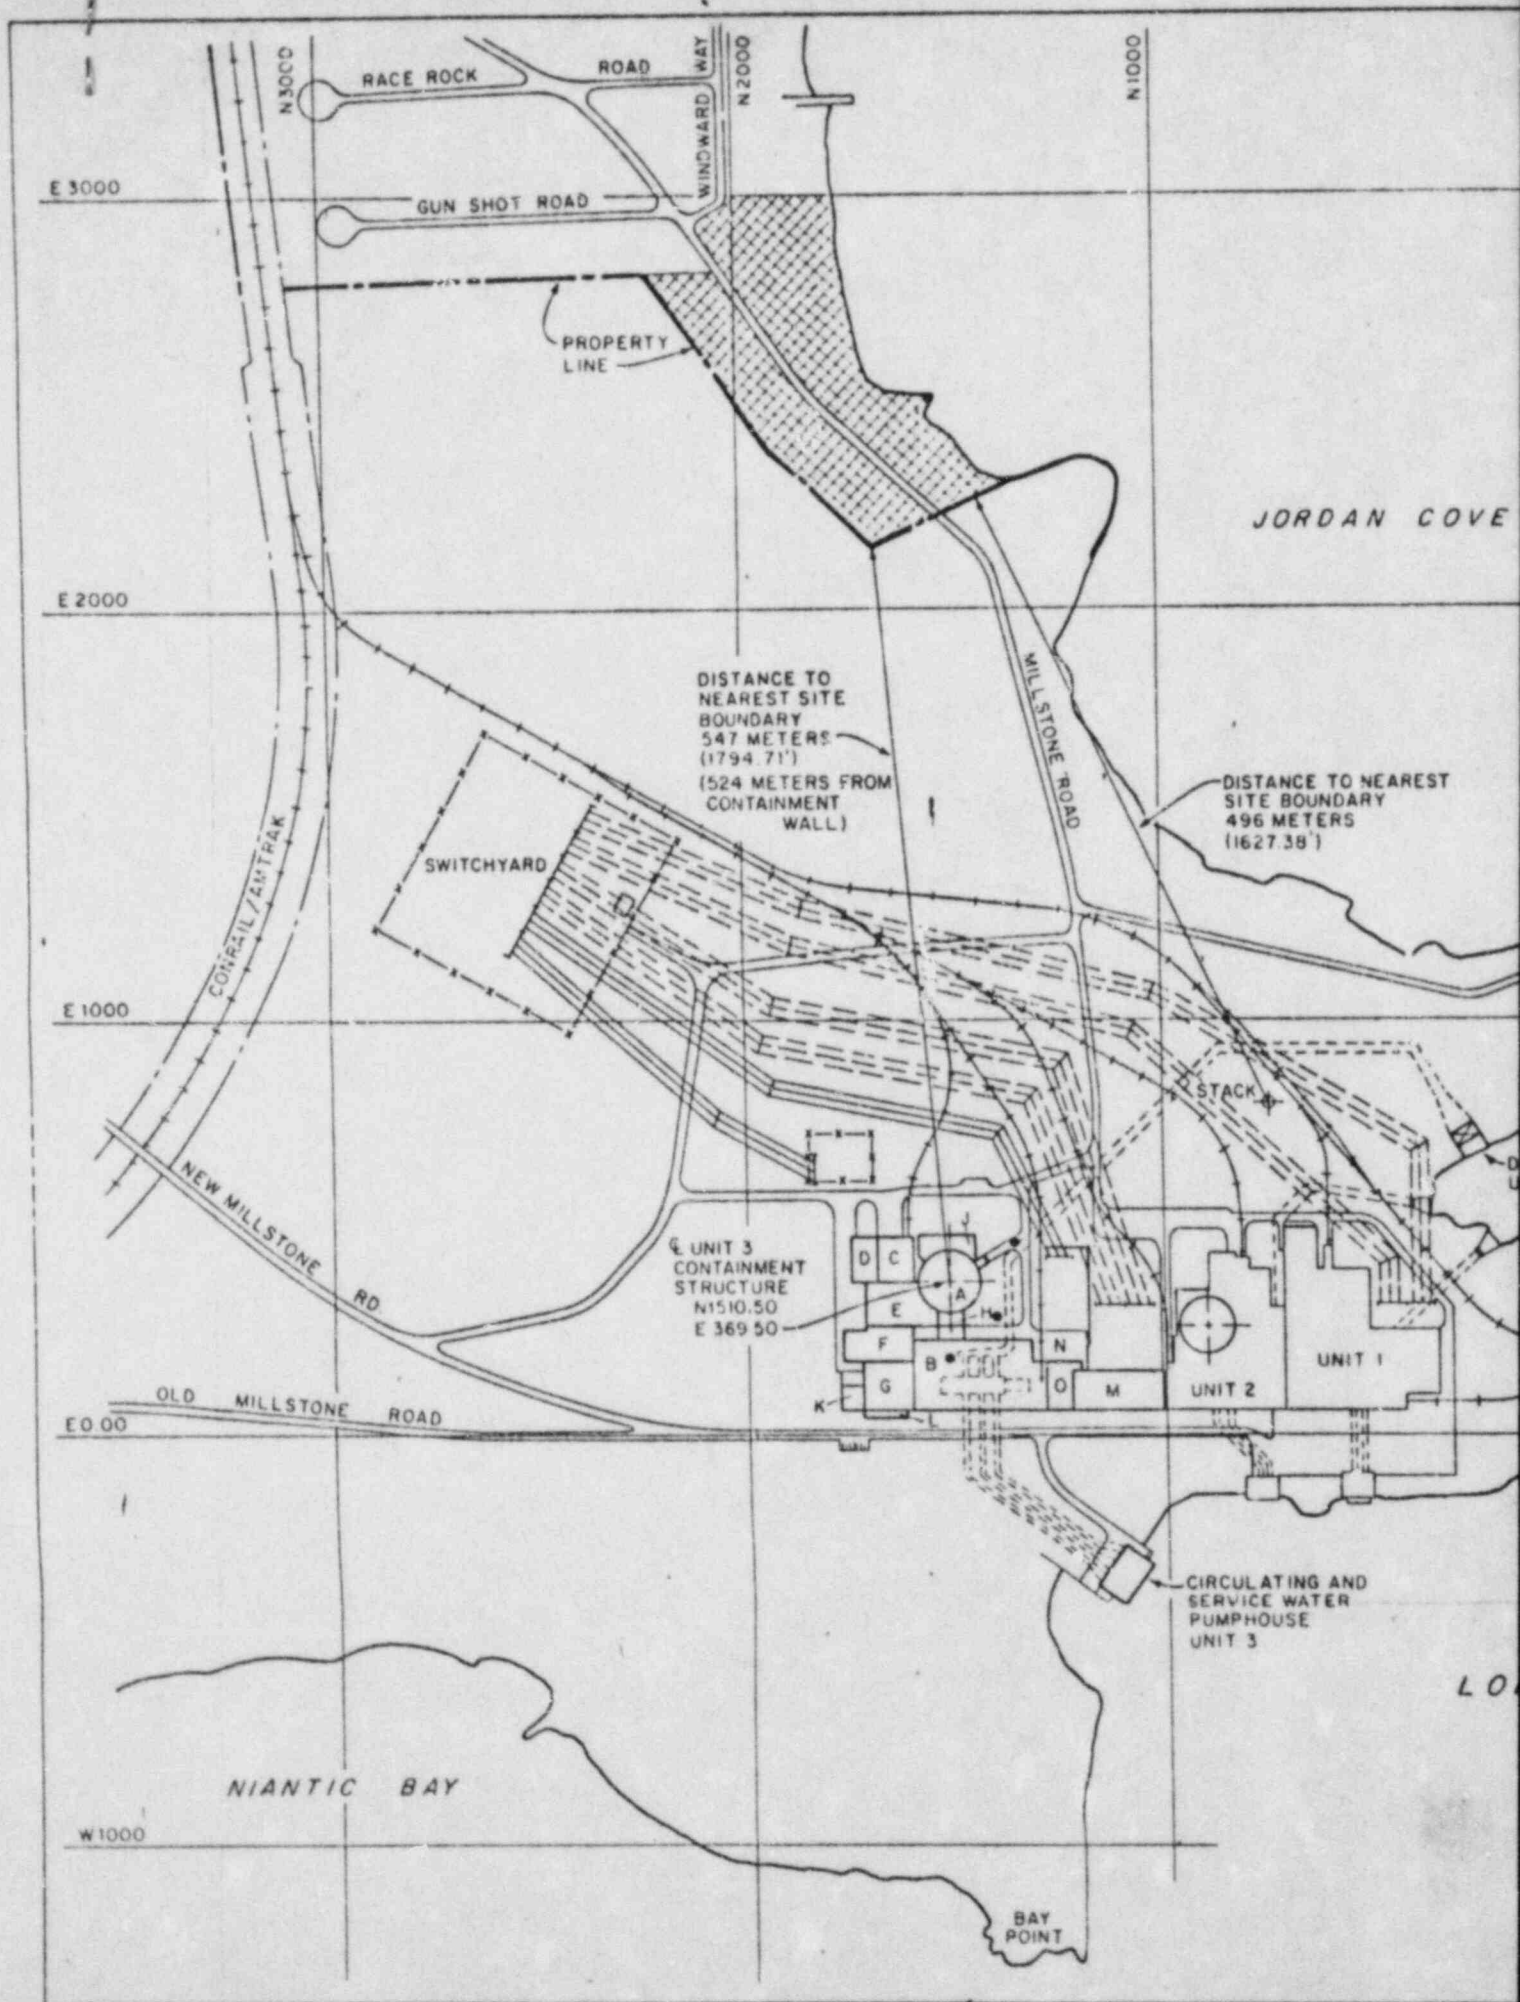 N3000
RACE ROCK ROAD
WINDWARD WAY
N2000
N1000
E 3000
GUN SHOT ROAD
PROPERTY
LINE
JORDAN COVE
E 2000
MILLSTONE ROAD
DISTANCE TO
NEAREST SITE
BOUNDARY
547 METERS
(1794.71')
(524 METERS FROM
CONTAINMENT
WALL)
DISTANCE TO NEAREST
SITE BOUNDARY
496 METERS
(1627.38')
SWITCHYARD
CONRAIL/AMTRAK
E 1000
STACK
D
U
NEW MILLSTONE RD.
℄ UNIT 3
CONTAINMENT
STRUCTURE
N1510.50
E 369.50
J
D
C
A
E
H
F
B
N
G
O
M
K
L
UNIT 2
UNIT 1
OLD MILLSTONE ROAD
E 0.00
CIRCULATING AND
SERVICE WATER
PUMPHOUSE
UNIT 3
LO
NIANTIC BAY
W 1000
BAY
POINT